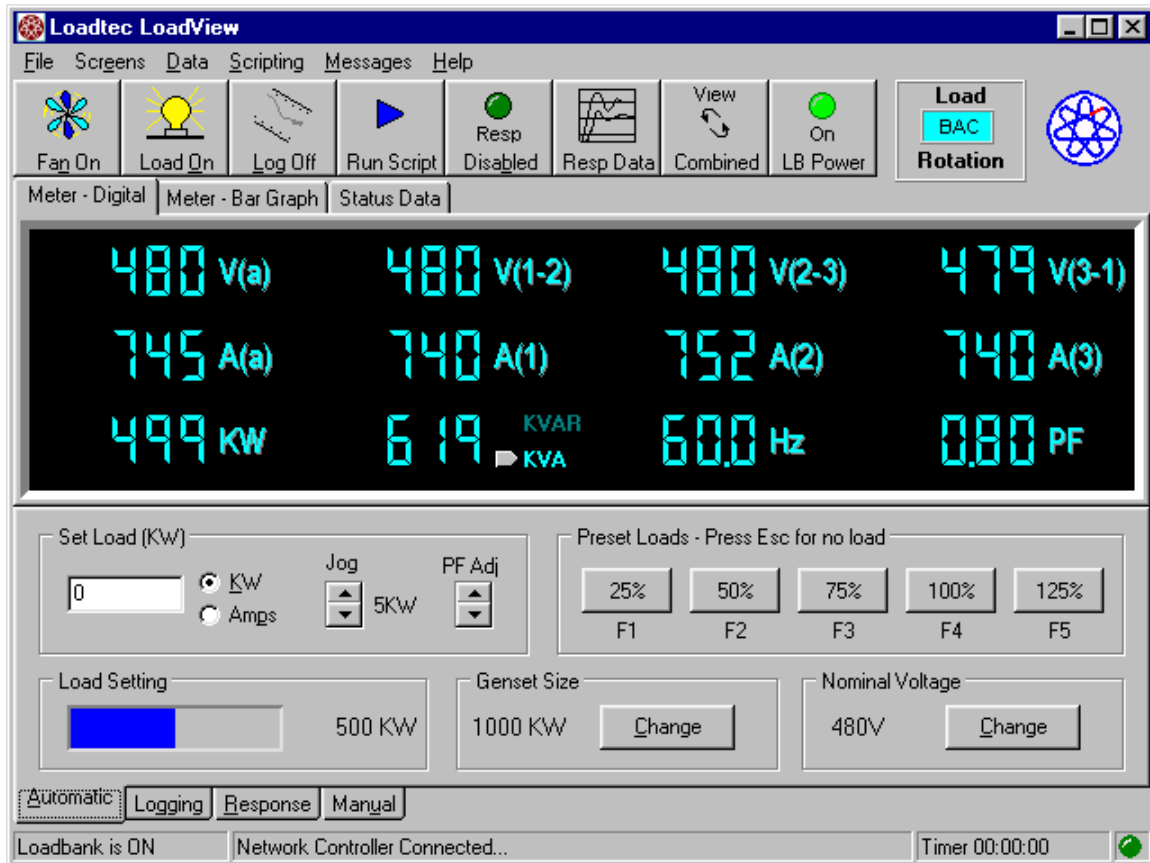 Loadtec LoadView
File Screens Data Scripting Messages Help
Fan On
Load On
Log Off
Run Script
Resp
Disabled
Resp Data
View
Combined
On
LB Power
Load
BAC
Rotation
Meter - Digital Meter - Bar Graph Status Data
480 V(a) 480 V(1-2) 480 V(2-3) 479 V(3-1)
745 A(a) 740 A(1) 752 A(2) 740 A(3)
499 KW 619 KVAR KVA 60.0 Hz 0.80 PF
Set Load (KW)
0
KW
Amps
Jog
5KW
PF Adj
Preset Loads - Press Esc for no load
25% 50% 75% 100% 125%
F1 F2 F3 F4 F5
Load Setting
500 KW
Genset Size
1000 KW Change
Nominal Voltage
480V Change
Automatic Logging Response Manual
Loadbank is ON Network Controller Connected... Timer 00:00:00